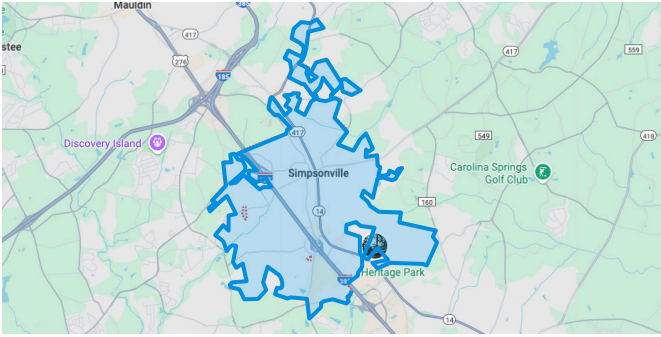 Mauldin
385
417
stee
276
417
559
185
549
418
417
Discovery Island
Carolina Springs
Golf Club
Simpsonville
160
14
Heritage Park
385
14